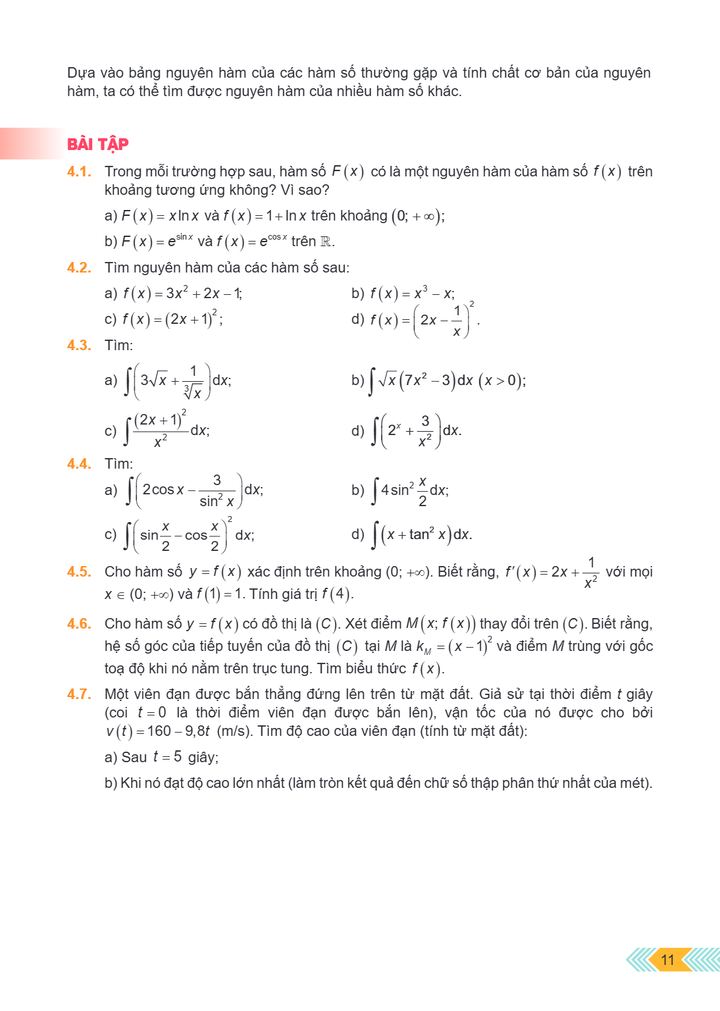 Dựa vào bảng nguyên hàm của các hàm số thường gặp và tính chất cơ bản của nguyên
hàm, ta có thể tìm được nguyên hàm của nhiều hàm số khác.
BÀI TẬP
4.1. Trong mỗi trường hợp sau, hàm số F(x) có là một nguyên hàm của hàm số f(x) trên
khoảng tương ứng không? Vì sao?
a) F(x) = x ln x và f(x) = 1 + ln x trên khoảng (0; +∞);
b) F(x) = e^{sin x} và f(x) = e^{cos x} trên ℝ.
4.2. Tìm nguyên hàm của các hàm số sau:
a) f(x) = 3x² + 2x – 1; b) f(x) = x³ – x;
c) f(x) = (2x + 1)²; d) f(x) = (2x – 1/x)².
4.3. Tìm:
a) ∫(3√x + 1/∛x)dx; b) ∫√x(7x² – 3)dx (x > 0);
c) ∫(2x + 1)²/x² dx; d) ∫(2^x + 3/x²)dx.
4.4. Tìm:
a) ∫(2cos x – 3/sin² x)dx; b) ∫4sin² x/2 dx;
c) ∫(sin x/2 – cos x/2)² dx; d) ∫(x + tan² x)dx.
4.5. Cho hàm số y = f(x) xác định trên khoảng (0; +∞). Biết rằng, f′(x) = 2x + 1/x² với mọi
x ∈ (0; +∞) và f(1) = 1. Tính giá trị f(4).
4.6. Cho hàm số y = f(x) có đồ thị là (C). Xét điểm M(x; f(x)) thay đổi trên (C). Biết rằng,
hệ số góc của tiếp tuyến của đồ thị (C) tại M là k_M = (x – 1)² và điểm M trùng với gốc
toạ độ khi nó nằm trên trục tung. Tìm biểu thức f(x).
4.7. Một viên đạn được bắn thẳng đứng lên trên từ mặt đất. Giả sử tại thời điểm t giây
(coi t = 0 là thời điểm viên đạn được bắn lên), vận tốc của nó được cho bởi
v(t) = 160 – 9,8t (m/s). Tìm độ cao của viên đạn (tính từ mặt đất):
a) Sau t = 5 giây;
b) Khi nó đạt độ cao lớn nhất (làm tròn kết quả đến chữ số thập phân thứ nhất của mét).
11